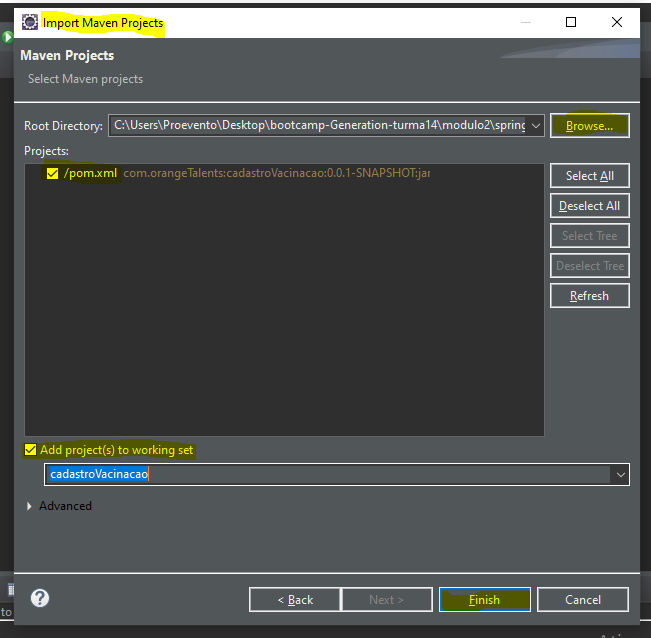 Import Maven Projects
Maven Projects
Select Maven projects
Root Directory: C:\Users\Proevento\Desktop\bootcamp-Generation-turma14\modulo2\spring Browse...
Projects:
/pom.xml com.orangeTalents:cadastroVacinacao:0.0.1-SNAPSHOT:jar
Select All
Deselect All
Select Tree
Deselect Tree
Refresh
Add project(s) to working set
cadastroVacinacao
Advanced
to
? < Back Next > Finish Cancel